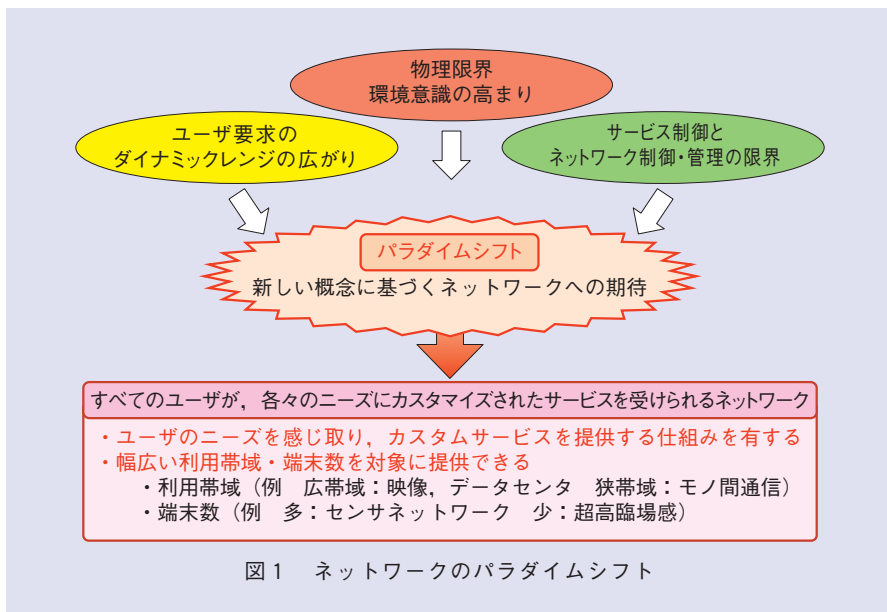 物理限界
環境意識の高まり
ユーザ要求の
ダイナミックレンジの広がり
サービス制御と
ネットワーク制御・管理の限界
パラダイムシフト
新しい概念に基づくネットワークへの期待
すべてのユーザが，各々のニーズにカスタマイズされたサービスを受けられるネットワーク
・ユーザのニーズを感じ取り，カスタムサービスを提供する仕組みを有する
・幅広い利用帯域・端末数を対象に提供できる
・利用帯域（例　広帯域：映像，データセンタ　狭帯域：モノ間通信）
・端末数（例　多：センサネットワーク　少：超高臨場感）
図1　ネットワークのパラダイムシフト